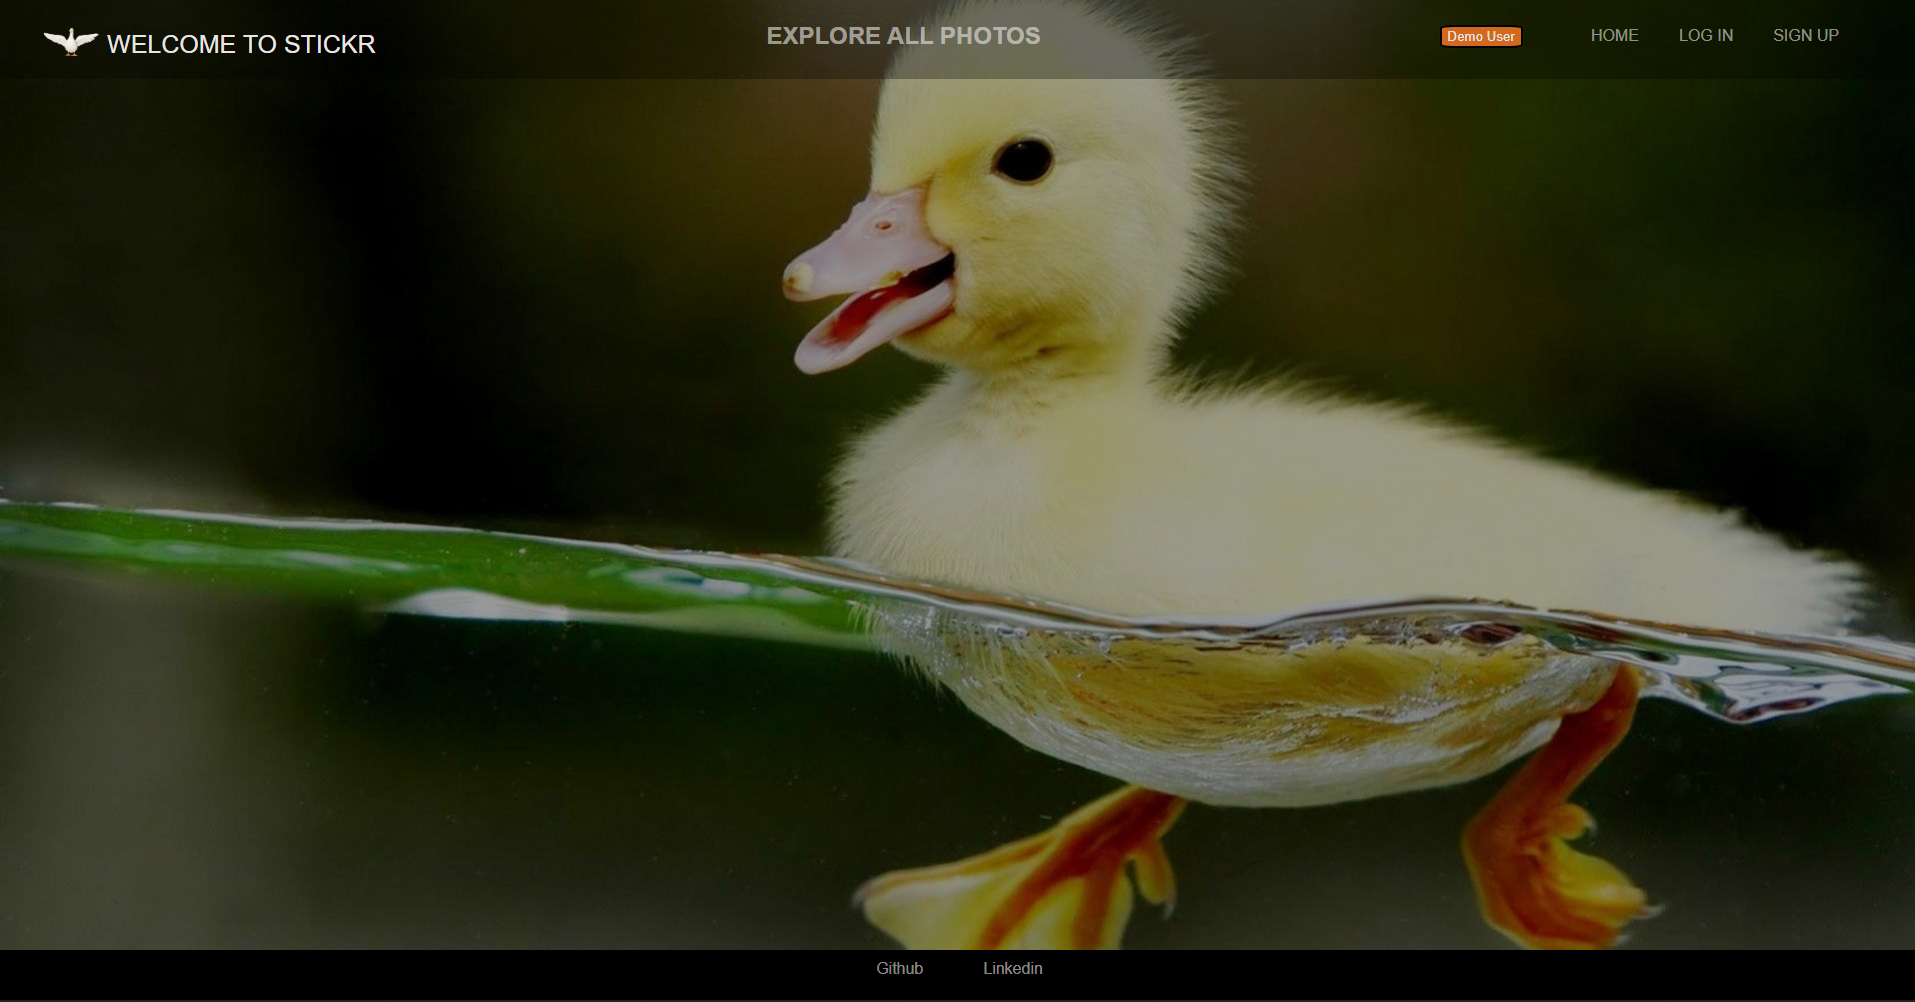 WELCOME TO STICKR
EXPLORE ALL PHOTOS
Demo User
HOME
LOG IN
SIGN UP
Github
Linkedin